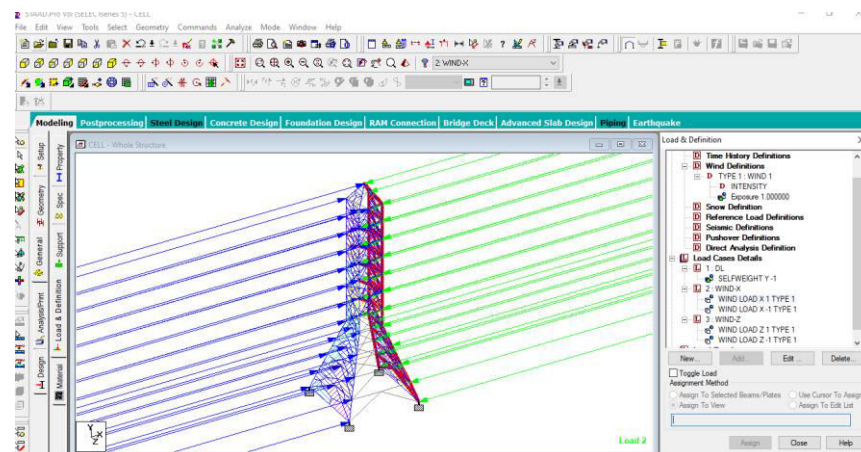 STAAD.Pro V8i (SELECTseries 5) - CELL
File Edit View Tools Select Geometry Commands Analyze Mode Window Help
2: WIND-X
Modeling Postprocessing Steel Design Concrete Design Foundation Design RAM Connection Bridge Deck Advanced Slab Design Piping Earthquake
Setup
Geometry
General
Analysis/Print
Design
Property
Spec
Support
Load & Definition
Material
CELL - Whole Structure
Y
X
Z
Load 2
Load & Definition
Time History Definitions
Wind Definitions
TYPE 1 : WIND 1
INTENSITY
Exposure 1.000000
Snow Definition
Reference Load Definitions
Seismic Definitions
Pushover Definitions
Direct Analysis Definition
Load Cases Details
1 : DL
SELFWEIGHT Y -1
2 : WIND-X
WIND LOAD X 1 TYPE 1
WIND LOAD X -1 TYPE 1
3 : WIND-Z
WIND LOAD Z 1 TYPE 1
WIND LOAD Z -1 TYPE 1
New... Add... Edit... Delete...
Toggle Load
Assignment Method
Assign To Selected Beams/Plates Use Cursor To Assign
Assign To View Assign To Edit List
Assign Close Help